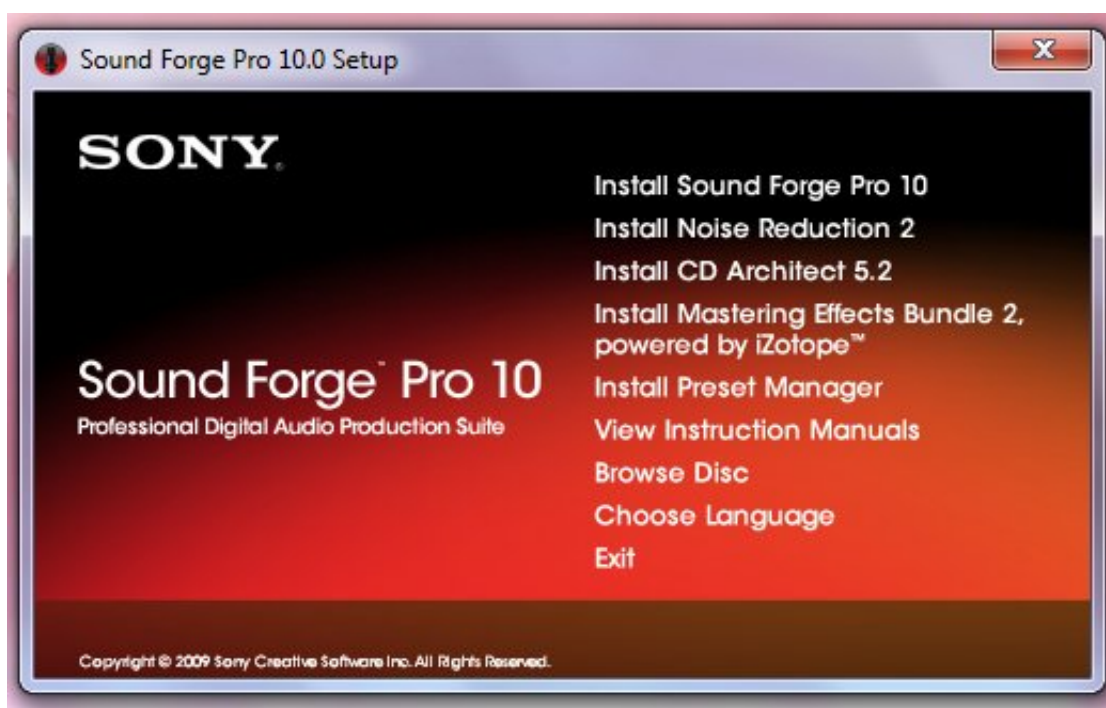 Sound Forge Pro 10.0 Setup
SONY.
Install Sound Forge Pro 10
Install Noise Reduction 2
Install CD Architect 5.2
Install Mastering Effects Bundle 2,
powered by iZotope™
Sound Forge™ Pro 10
Install Preset Manager
Professional Digital Audio Production Suite
View Instruction Manuals
Browse Disc
Choose Language
Exit
Copyright © 2009 Sony Creative Software Inc. All Rights Reserved.